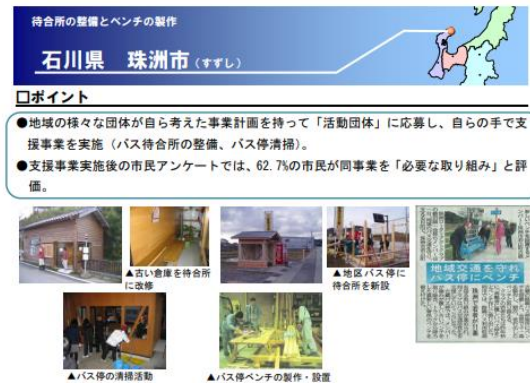 待合所の整備とベンチの製作
石川県　珠洲市（すずし）
□ポイント
●地域の様々な団体が自ら考えた事業計画を持って「活動団体」に応募し、自らの手で支
援事業を実施（バス待合所の整備、バス停清掃）。
●支援事業実施後の市民アンケートでは、62.7%の市民が同事業を「必要な取り組み」と評
価。
▲古い倉庫を待合所
に改修
▲地区バス停に
待合所を新設
地域交通を守れ
バス停にベンチ
▲バス停の清掃活動
▲バス停ベンチの製作・設置